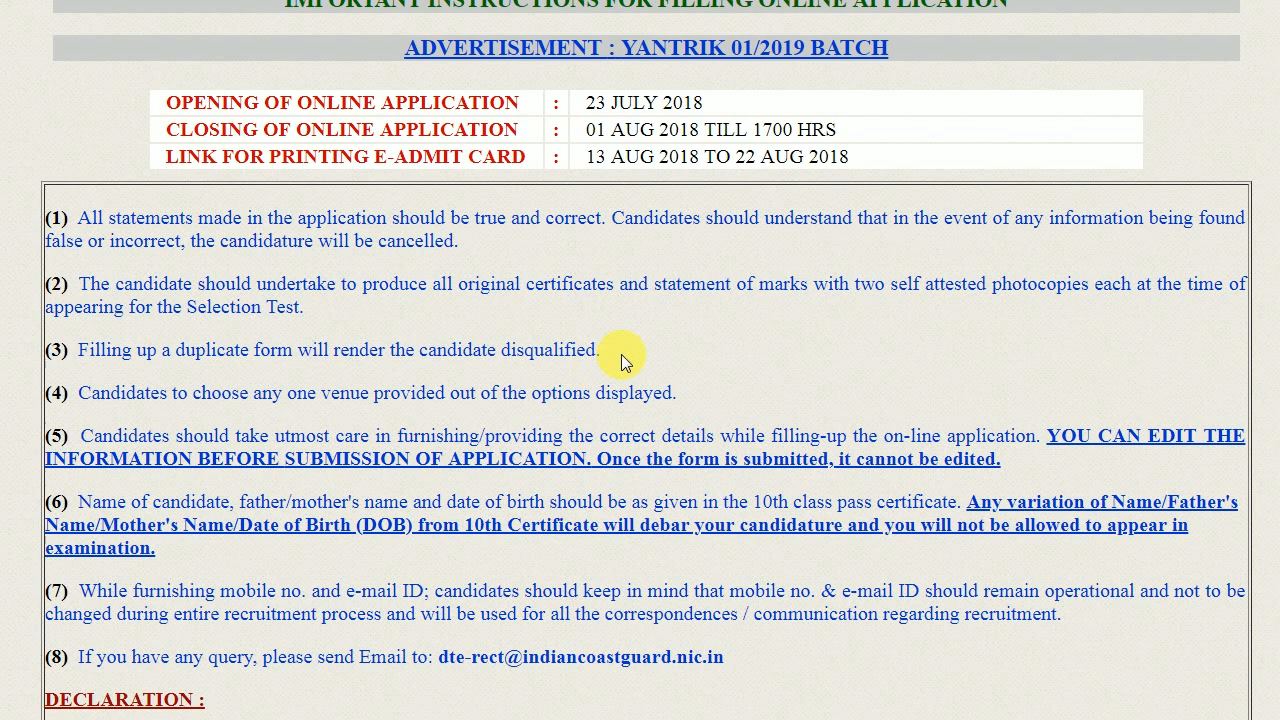 IMPORTANT INSTRUCTIONS FOR FILLING ONLINE APPLICATION
ADVERTISEMENT : YANTRIK 01/2019 BATCH
OPENING OF ONLINE APPLICATION : 23 JULY 2018
CLOSING OF ONLINE APPLICATION : 01 AUG 2018 TILL 1700 HRS
LINK FOR PRINTING E-ADMIT CARD : 13 AUG 2018 TO 22 AUG 2018
(1) All statements made in the application should be true and correct. Candidates should understand that in the event of any information being found
false or incorrect, the candidature will be cancelled.
(2) The candidate should undertake to produce all original certificates and statement of marks with two self attested photocopies each at the time of
appearing for the Selection Test.
(3) Filling up a duplicate form will render the candidate disqualified.
(4) Candidates to choose any one venue provided out of the options displayed.
(5) Candidates should take utmost care in furnishing/providing the correct details while filling-up the on-line application. YOU CAN EDIT THE
INFORMATION BEFORE SUBMISSION OF APPLICATION. Once the form is submitted, it cannot be edited.
(6) Name of candidate, father/mother's name and date of birth should be as given in the 10th class pass certificate. Any variation of Name/Father's
Name/Mother's Name/Date of Birth (DOB) from 10th Certificate will debar your candidature and you will not be allowed to appear in
examination.
(7) While furnishing mobile no. and e-mail ID; candidates should keep in mind that mobile no. & e-mail ID should remain operational and not to be
changed during entire recruitment process and will be used for all the correspondences / communication regarding recruitment.
(8) If you have any query, please send Email to: dte-rect@indiancoastguard.nic.in
DECLARATION :